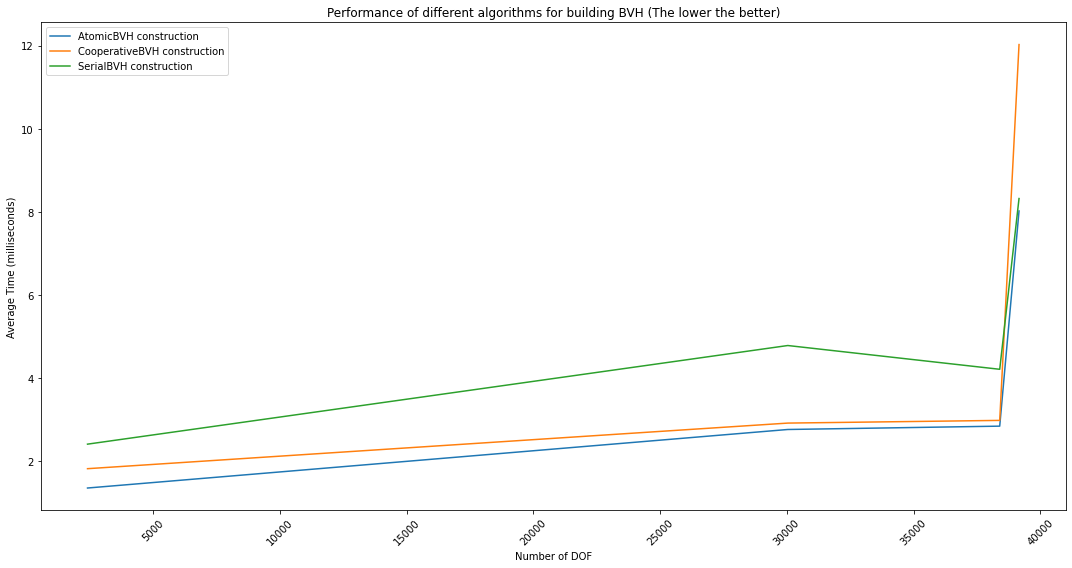 Performance of different algorithms for building BVH (The lower the better)
AtomicBVH construction
CooperativeBVH construction
SerialBVH construction
Average Time (milliseconds)
12
10
8
6
4
2
5000
10000
15000
20000
25000
30000
35000
40000
Number of DOF